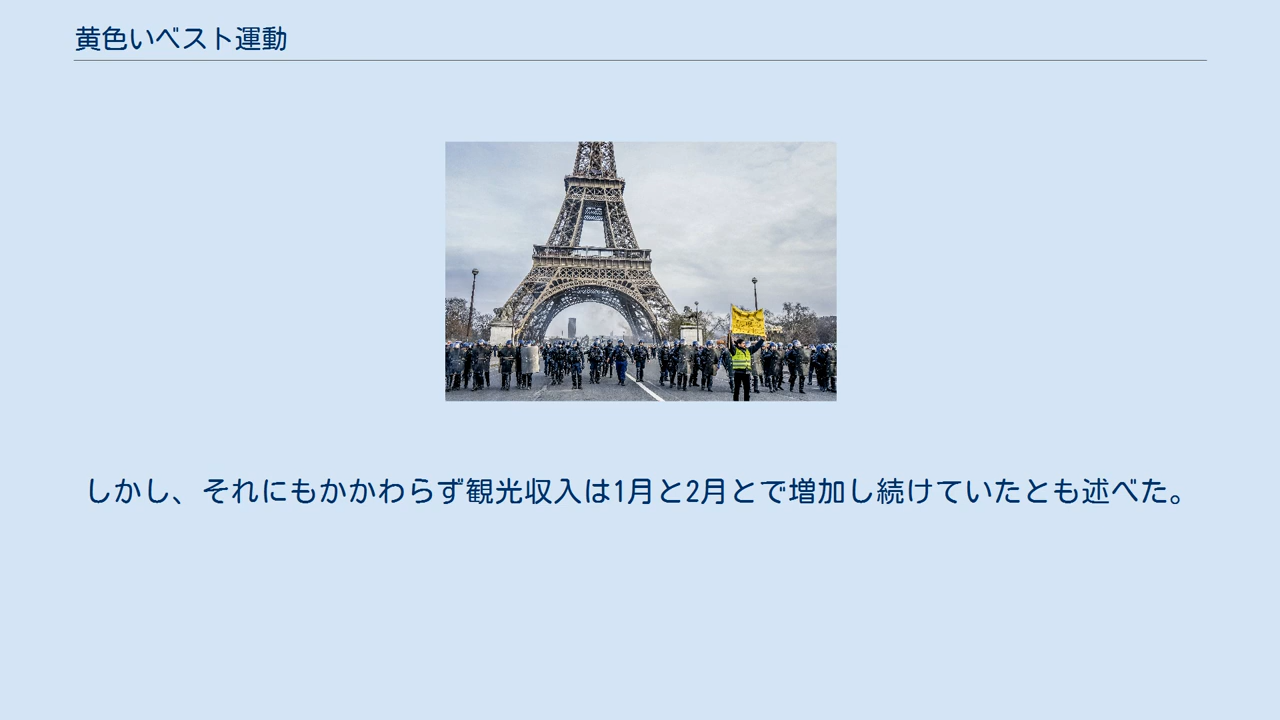 黄色いベスト運動
しかし、それにもかかわらず観光収入は1月と2月とで増加し続けていたとも述べた。